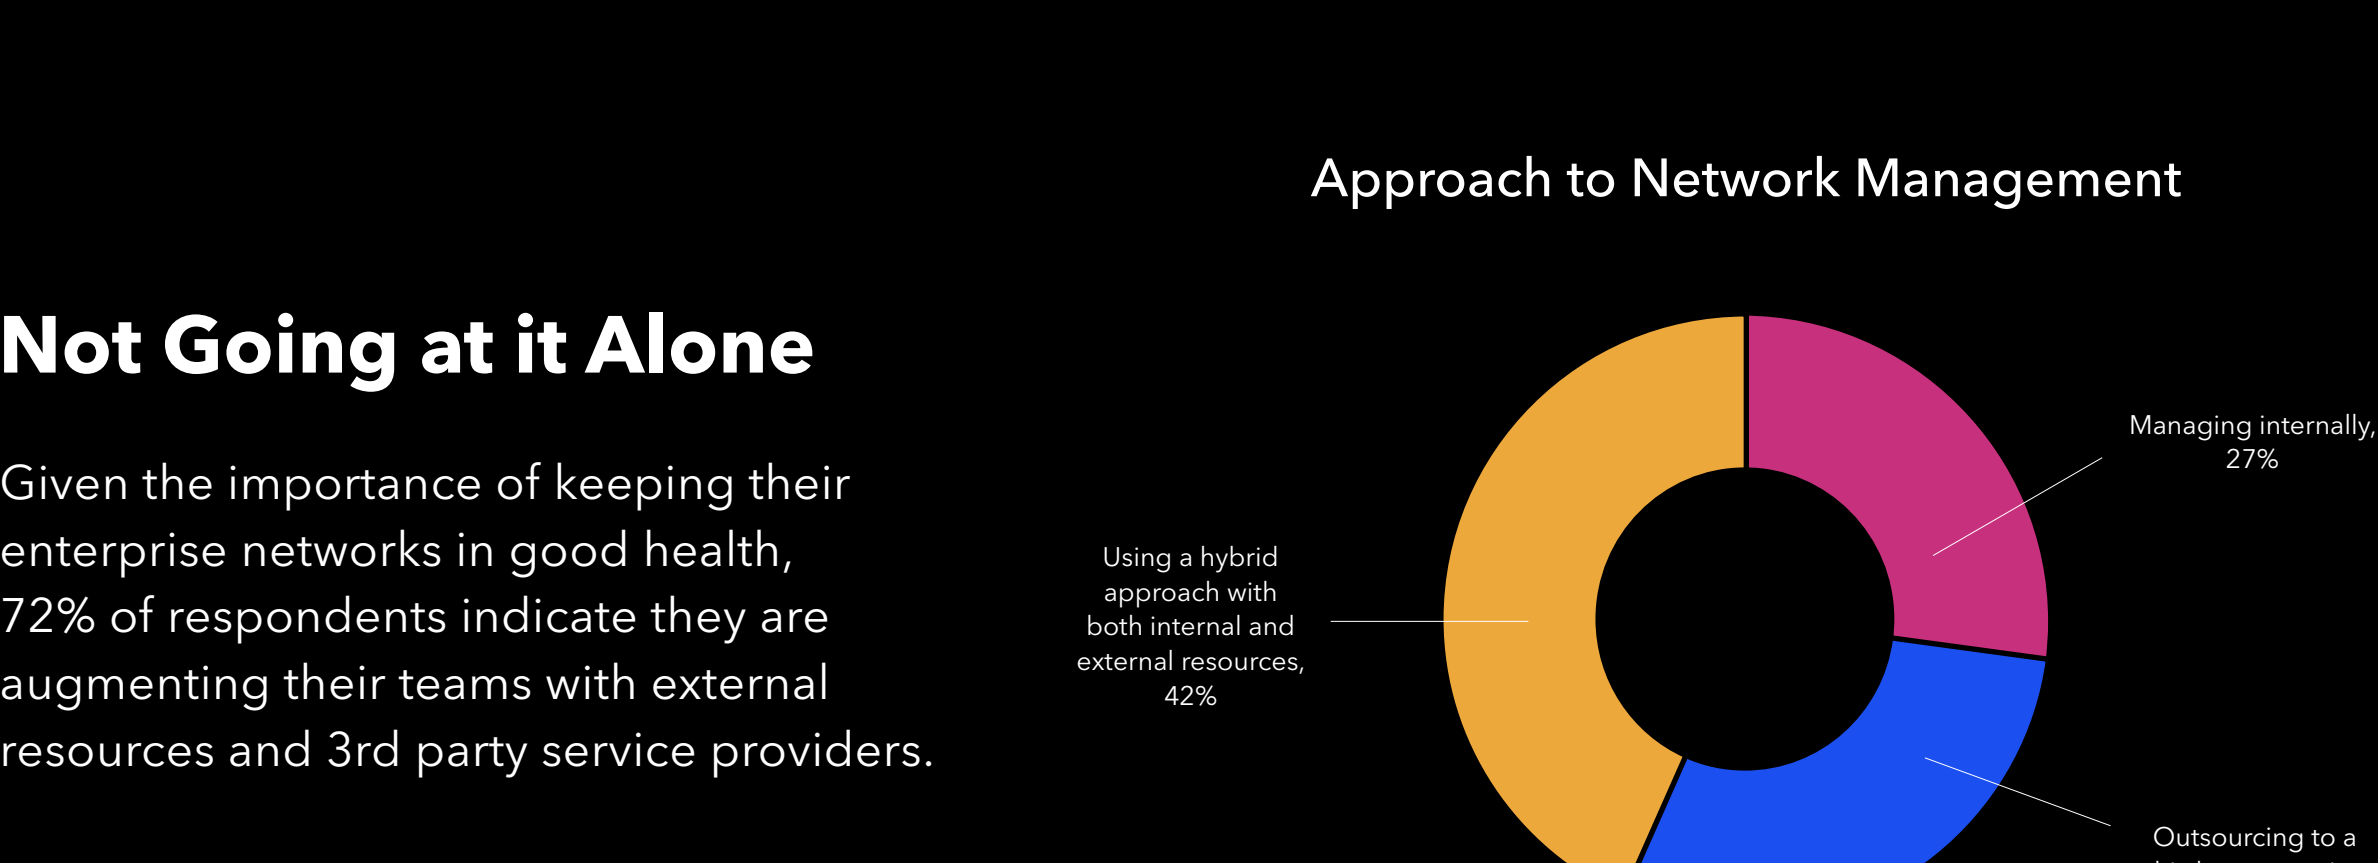 Approach to Network Management
Not Going at it Alone
Given the importance of keeping their
enterprise networks in good health,
72% of respondents indicate they are
augmenting their teams with external
resources and 3rd party service providers.
Managing internally,
27%
Using a hybrid
approach with
both internal and
external resources,
42%
Outsourcing to a